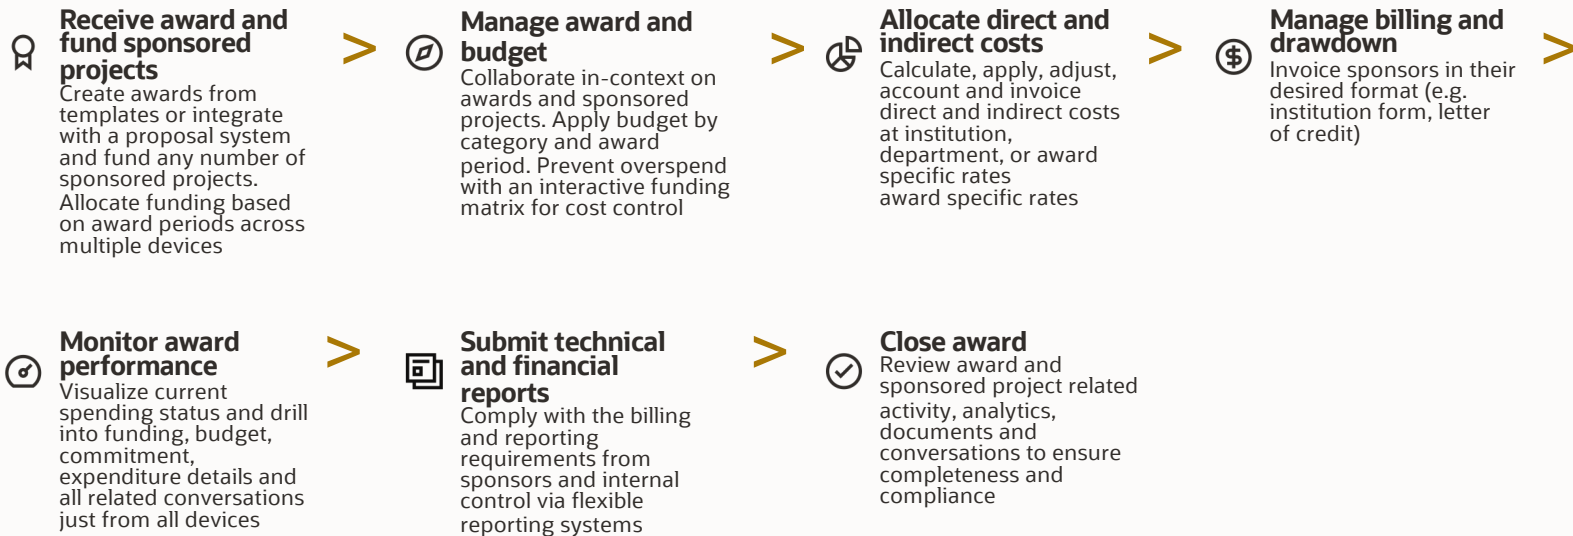 Receive award and
fund sponsored
projects
Create awards from
templates or integrate
with a proposal system
and fund any number of
sponsored projects.
Allocate funding based
on award periods across
multiple devices
>
Manage award and
budget
Collaborate in-context on
awards and sponsored
projects. Apply budget by
category and award
period. Prevent overspend
with an interactive funding
matrix for cost control
>
Allocate direct and
indirect costs
Calculate, apply, adjust,
account and invoice
direct and indirect costs
at institution,
department, or award
specific rates
award specific rates
>
Manage billing and
drawdown
Invoice sponsors in their
desired format (e.g.
institution form, letter
of credit)
>
Monitor award
performance
Visualize current
spending status and drill
into funding, budget,
commitment,
expenditure details and
all related conversations
just from all devices
>
Submit technical
and financial
reports
Comply with the billing
and reporting
requirements from
sponsors and internal
control via flexible
reporting systems
>
Close award
Review award and
sponsored project related
activity, analytics,
documents and
conversations to ensure
completeness and
compliance